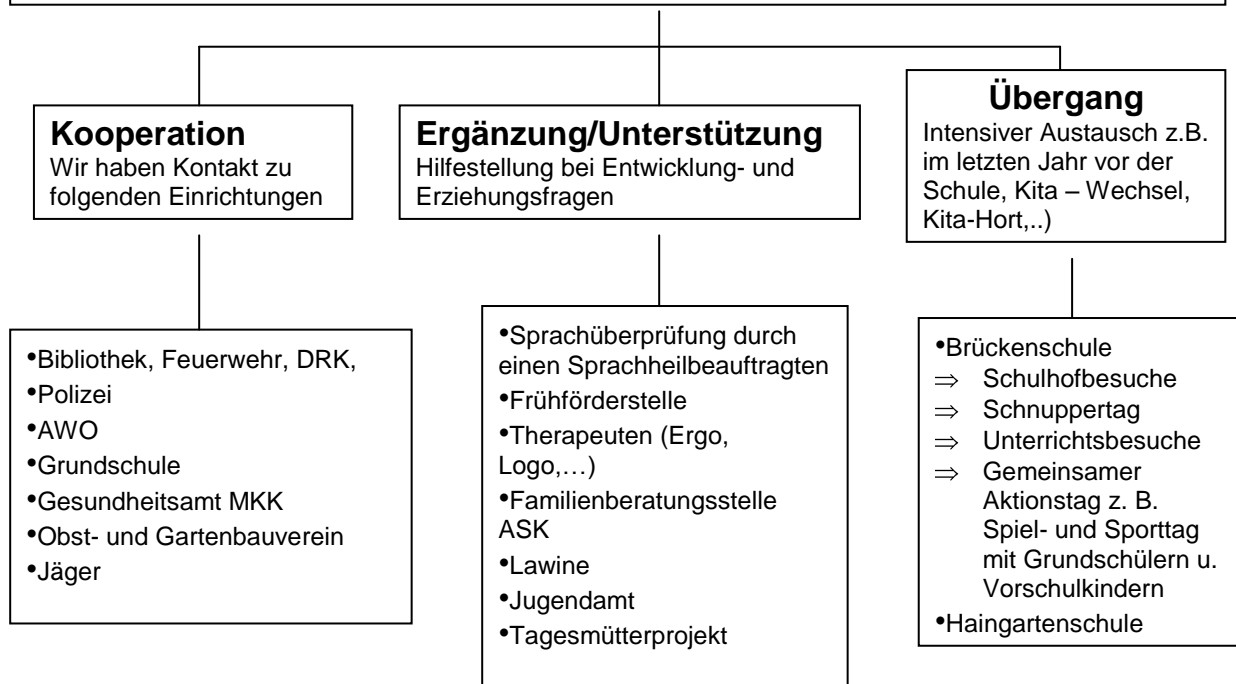 Kooperation
Wir haben Kontakt zu
folgenden Einrichtungen
•Bibliothek, Feuerwehr, DRK,
•Polizei
•AWO
•Grundschule
•Gesundheitsamt MKK
•Obst- und Gartenbauverein
•Jäger
Ergänzung/Unterstützung
Hilfestellung bei Entwicklung- und
Erziehungsfragen
•Sprachüberprüfung durch
einen Sprachheilbeauftragten
•Frühförderstelle
•Therapeuten (Ergo,
Logo,…)
•Familienberatungsstelle
ASK
•Lawine
•Jugendamt
•Tagesmütterprojekt
Übergang
Intensiver Austausch z.B.
im letzten Jahr vor der
Schule, Kita – Wechsel,
Kita-Hort,..)
•Brückenschule
⇒ Schulhofbesuche
⇒ Schnuppertag
⇒ Unterrichtsbesuche
⇒ Gemeinsamer
Aktionstag z. B.
Spiel- und Sporttag
mit Grundschülern u.
Vorschulkindern
•Haingartenschule